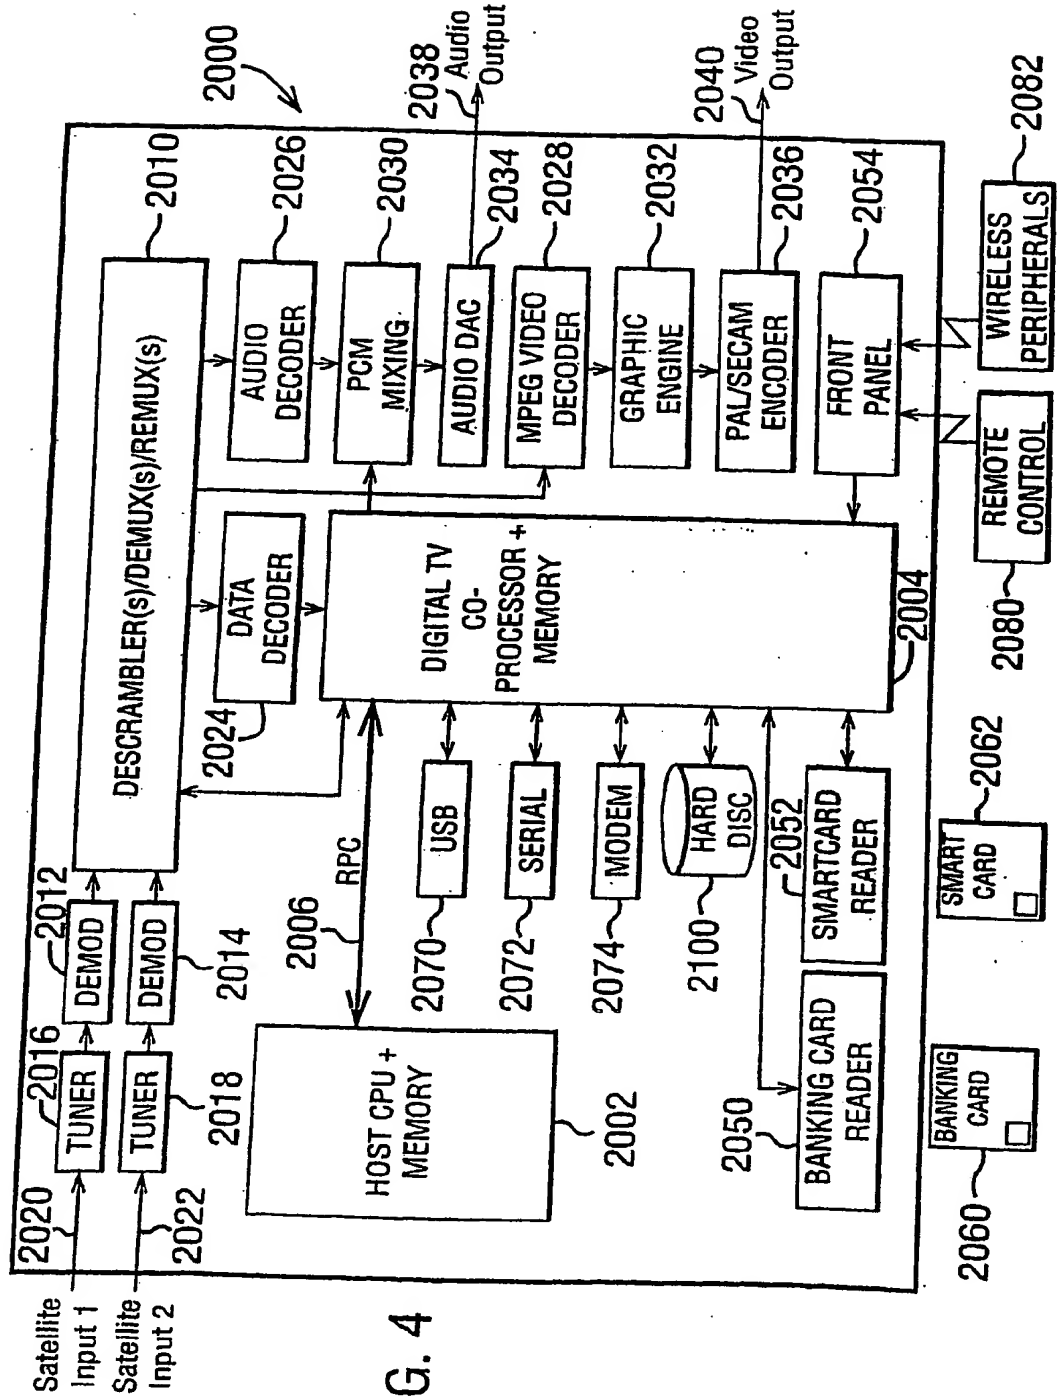 2000
2010
2026
2030
2038
Audio
Output
2034
2028
2032
2040
Video
Output
2036
2054
2082
DESCRAMBLER(s)/DEMUX(s)/REMUX(s)
AUDIO
DECODER
PCM
MIXING
AUDIO DAC
MPEG VIDEO
DECODER
GRAPHIC
ENGINE
PAL/SECAM
ENCODER
FRONT
PANEL
WIRELESS
PERIPHERALS
REMOTE
CONTROL
2080
DATA
DECODER
2024
DIGITAL TV
CO-
PROCESSOR +
MEMORY
2004
2012
DEMOD
DEMOD
2014
2016
TUNER
TUNER
2018
2020
2022
Satellite
Input 1
Satellite
Input 2
RPC
2006
HOST CPU +
MEMORY
2002
USB
2070
SERIAL
2072
MODEM
2074
HARD
DISC
2100
2052
SMARTCARD
READER
2050
BANKING CARD
READER
SMART
CARD
2062
BANKING
CARD
2060
G. 4